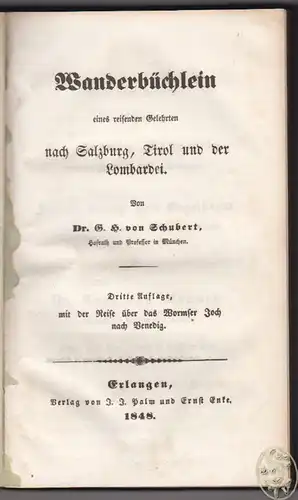 Wanderbüchlein
eines reisenden Gelehrten
nach Salzburg, Tirol und der
Lombardei.
Von
Dr. G. H. von Schubert,
Hofrath und Professor in München.
Dritte Auflage,
mit der Reise über das Wormser Joch
nach Venedig.
Erlangen,
Verlag von J. J. Palm und Ernst Enke.
1848.